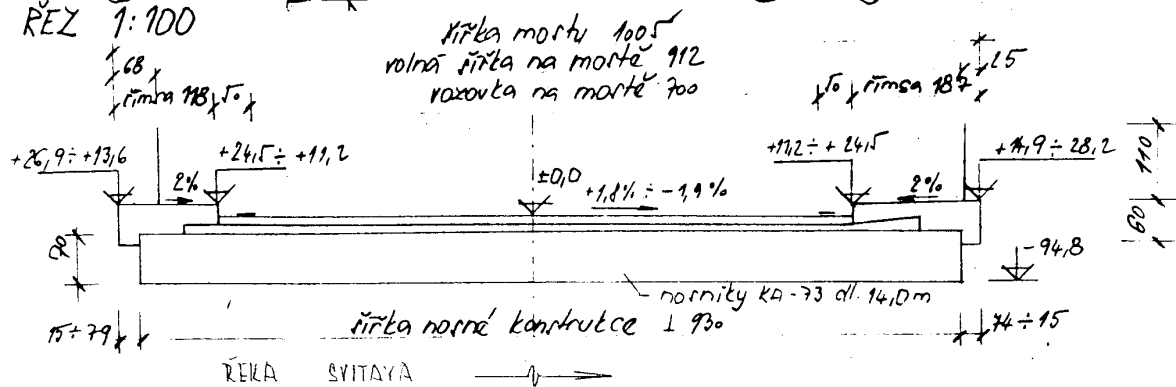 ŘEZ 1:100
šířka mostu 1005
volná šířka na mostě 912
vozovka na mostě 700
68
25
římsa 118 50
50 římsa 187
+26,9 ÷ +13,6
+24,5 ÷ +11,2
+11,2 ÷ +24,5
+14,9 ÷ 28,2
110
2%
±0,0
+1,8% ÷ -1,9%
2%
60
-94,8
nosníky KA-73 dl. 14,0m
15÷79
šířka nosné konstrukce ⊥ 930
74÷15
ŘEKA SVITAVA